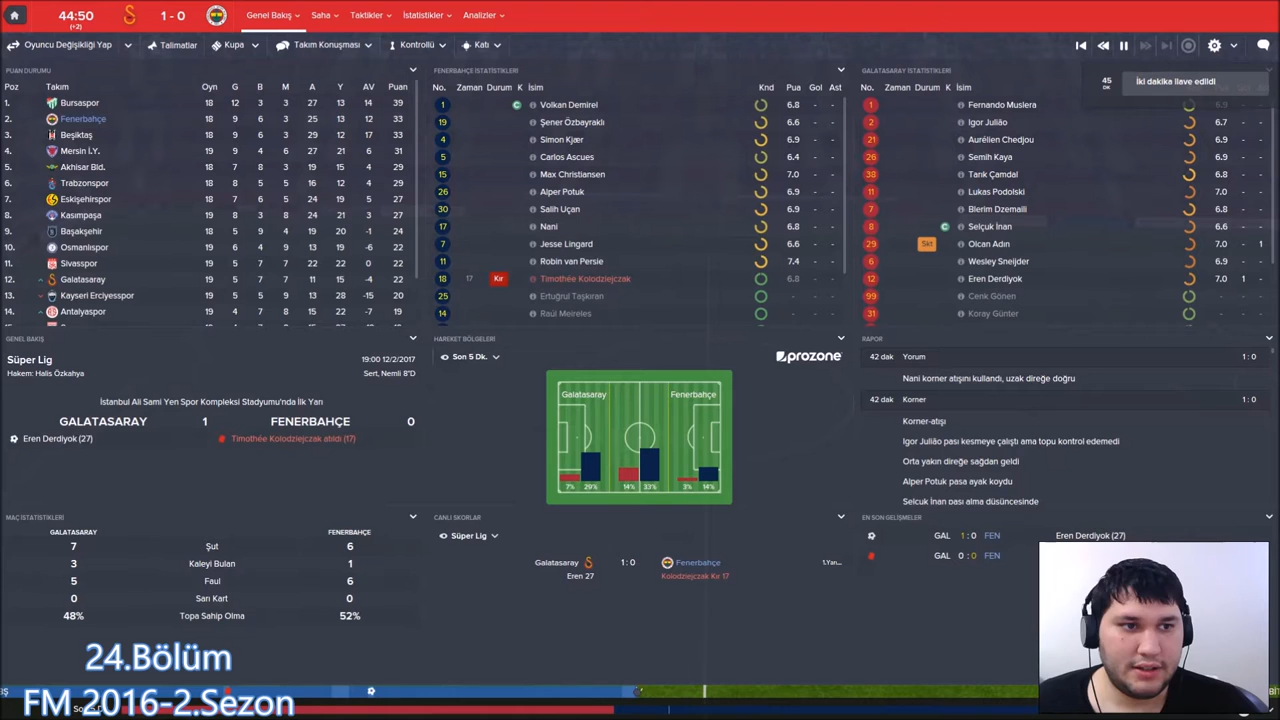 44:50
(+2)
1 - 0
Genel Bakış
Saha
Taktikler
İstatistikler
Analizler
Oyuncu Değişikliği Yap
Talimatlar
Kupa
Takım Konuşması
Kontrollü
Katı
PUAN DURUMU
Poz Takım Oyn G B M A Y AV Puan
1. Bursaspor 18 12 3 3 27 13 14 39
2. Fenerbahçe 18 9 6 3 25 13 12 33
3. Beşiktaş 18 9 6 3 29 12 17 33
4. Mersin İ.Y. 19 9 4 6 27 21 6 31
5. Akhisar Bld. 18 7 8 3 19 15 4 29
6. Trabzonspor 18 8 5 5 16 12 4 29
7. Eskişehirspor 18 7 6 5 24 19 5 27
8. Kasımpaşa 19 8 3 8 24 21 3 27
9. Başakşehir 18 5 9 4 19 20 -1 24
10. Osmanlıspor 19 6 4 9 13 19 -6 22
11. Sivasspor 19 5 7 7 22 22 0 22
12. Galatasaray 19 5 7 7 11 15 -4 22
13. Kayseri Erciyesspor 19 5 5 9 13 28 -15 20
14. Antalyaspor 19 4 7 8 15 22 -7 19
FENERBAHÇE İSTATİSTİKLERİ
No. Zaman Durum K İsim Knd Pua Gol Ast
1 C Volkan Demirel 6.8 - -
19 Şener Özbayraklı 6.6 - -
4 Simon Kjær 6.9 - -
5 Carlos Ascues 6.4 - -
15 Max Christiansen 7.0 - -
26 Alper Potuk 6.9 - -
30 Salih Uçan 6.9 - -
17 Nani 6.8 - -
7 Jesse Lingard 6.6 - -
11 Robin van Persie 7.4 - -
18 17 Kır Timothée Kolodziejczak 6.8 - -
25 Ertuğrul Taşkıran - - -
14 Raúl Meireles - - -
GALATASARAY İSTATİSTİKLERİ
No. Zaman Durum K İsim
45
DK
İki dakika ilave edildi
1 Fernando Muslera 6.9 - -
2 Igor Julião 6.7 - -
21 Aurélien Chedjou 6.9 - -
26 Semih Kaya 6.9 - -
38 Tarık Çamdal 6.8 - -
11 Lukas Podolski 7.0 - -
7 Blerim Dzemaili 6.8 - -
8 C Selçuk İnan 6.6 - -
29 Skt Olcan Adın 7.0 - 1
6 Wesley Sneijder 6.9 - -
12 Eren Derdiyok 7.0 1 -
99 Cenk Gönen - - -
31 Koray Günter - - -
GENEL BAKIŞ
Süper Lig
19:00 12/2/2017
Hakem: Halis Özkahya
Sert, Nemli 8°D
İstanbul Ali Sami Yen Spor Kompleksi Stadyumu'nda İlk Yarı
GALATASARAY 1 FENERBAHÇE 0
Eren Derdiyok (27)
Timothée Kolodziejczak atıldı (17)
HAREKET BÖLGELERİ
Son 5 Dk.
prozone
Galatasaray
Fenerbahçe
7% 29% 14% 33% 3% 14%
RAPOR
42 dak Yorum 1 : 0
Nani korner atışını kullandı, uzak direğe doğru
42 dak Korner 1 : 0
Korner-atışı
Igor Julião pası kesmeye çalıştı ama topu kontrol edemedi
Orta yakın direğe sağdan geldi
Alper Potuk pasa ayak koydu
Selçuk İnan pası alma düşüncesinde
MAÇ İSTATİSTİKLERİ
GALATASARAY FENERBAHÇE
7 Şut 6
3 Kaleyi Bulan 1
5 Faul 6
0 Sarı Kart 0
48% Topa Sahip Olma 52%
CANLI SKORLAR
Süper Lig
Galatasaray 1:0 Fenerbahçe 1.Yarı...
Eren 27
Kolodziejczak Kır 17
EN SON GELİŞMELER
GAL 1 : 0 FEN Eren Derdiyok (27)
GAL 0 : 0 FEN
24.Bölüm
FM 2016-2.Sezon